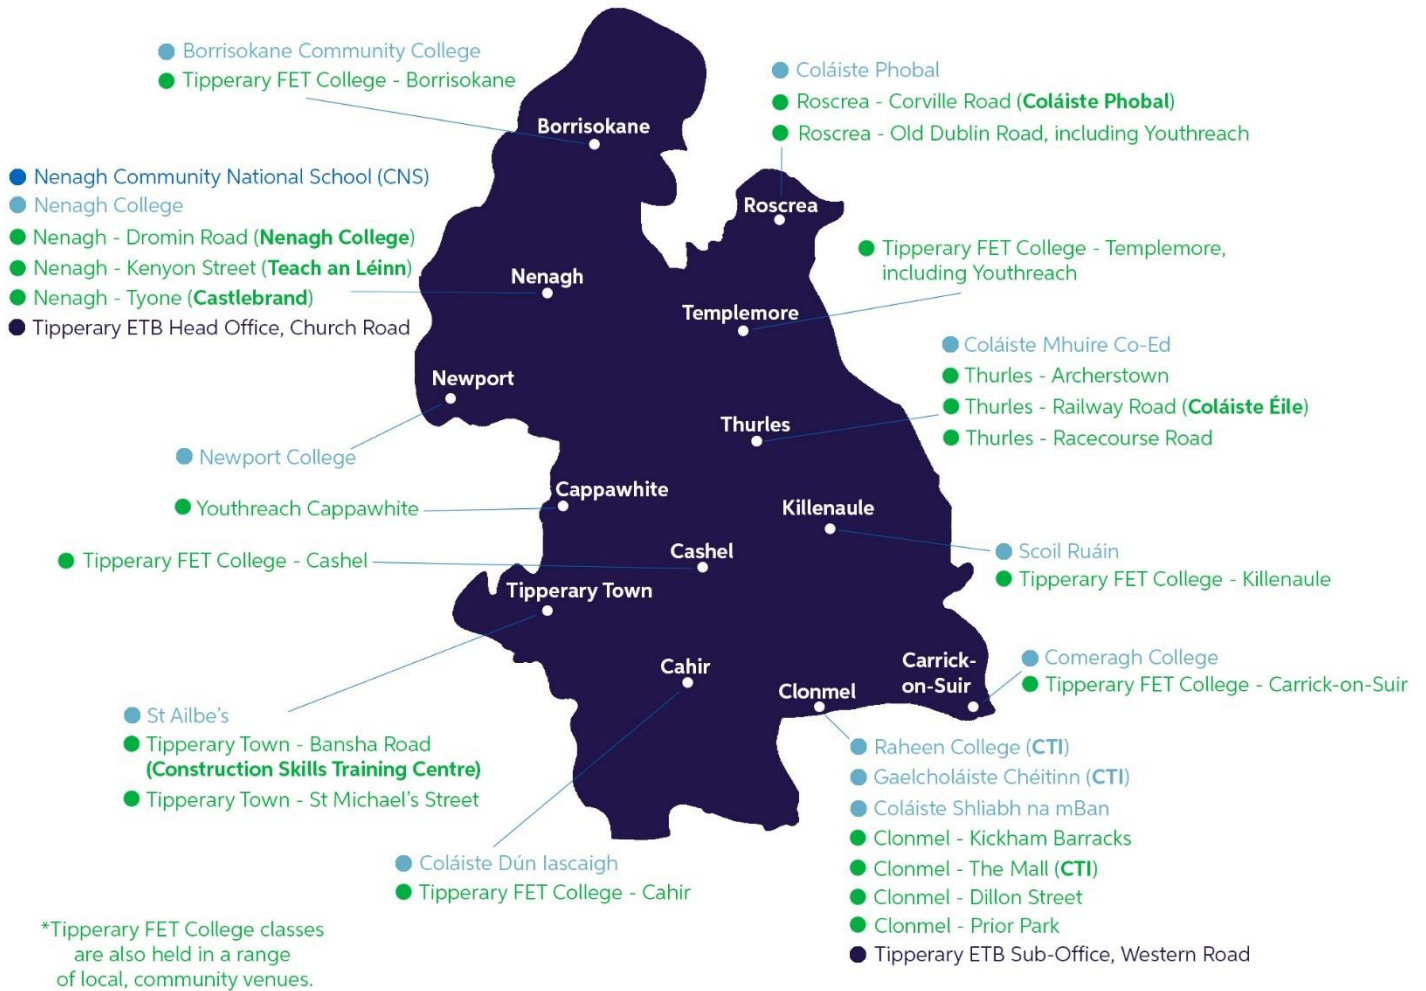 Borrisokane Community College
Tipperary FET College - Borrisokane
Coláiste Phobal
Roscrea - Corville Road (Coláiste Phobal)
Roscrea - Old Dublin Road, including Youthreach
Borrisokane
Nenagh Community National School (CNS)
Nenagh College
Nenagh - Dromin Road (Nenagh College)
Nenagh - Kenyon Street (Teach an Léinn)
Nenagh - Tyone (Castlebrand)
Tipperary ETB Head Office, Church Road
Roscrea
Tipperary FET College - Templemore,
including Youthreach
Nenagh
Templemore
Coláiste Mhuire Co-Ed
Thurles - Archerstown
Thurles - Railway Road (Coláiste Éile)
Thurles - Racecourse Road
Newport
Thurles
Newport College
Cappawhite
Youthreach Cappawhite
Killenaule
Cashel
Tipperary FET College - Cashel
Scoil Ruáin
Tipperary FET College - Killenaule
Tipperary Town
Cahir
Carrick-
on-Suir
Clonmel
Comeragh College
Tipperary FET College - Carrick-on-Suir
St Ailbe's
Tipperary Town - Bansha Road
(Construction Skills Training Centre)
Tipperary Town - St Michael's Street
Raheen College (CTI)
Gaelcholáiste Chéitinn (CTI)
Coláiste Shliabh na mBan
Clonmel - Kickham Barracks
Clonmel - The Mall (CTI)
Clonmel - Dillon Street
Clonmel - Prior Park
Tipperary ETB Sub-Office, Western Road
Coláiste Dún Iascaigh
Tipperary FET College - Cahir
*Tipperary FET College classes
are also held in a range
of local, community venues.